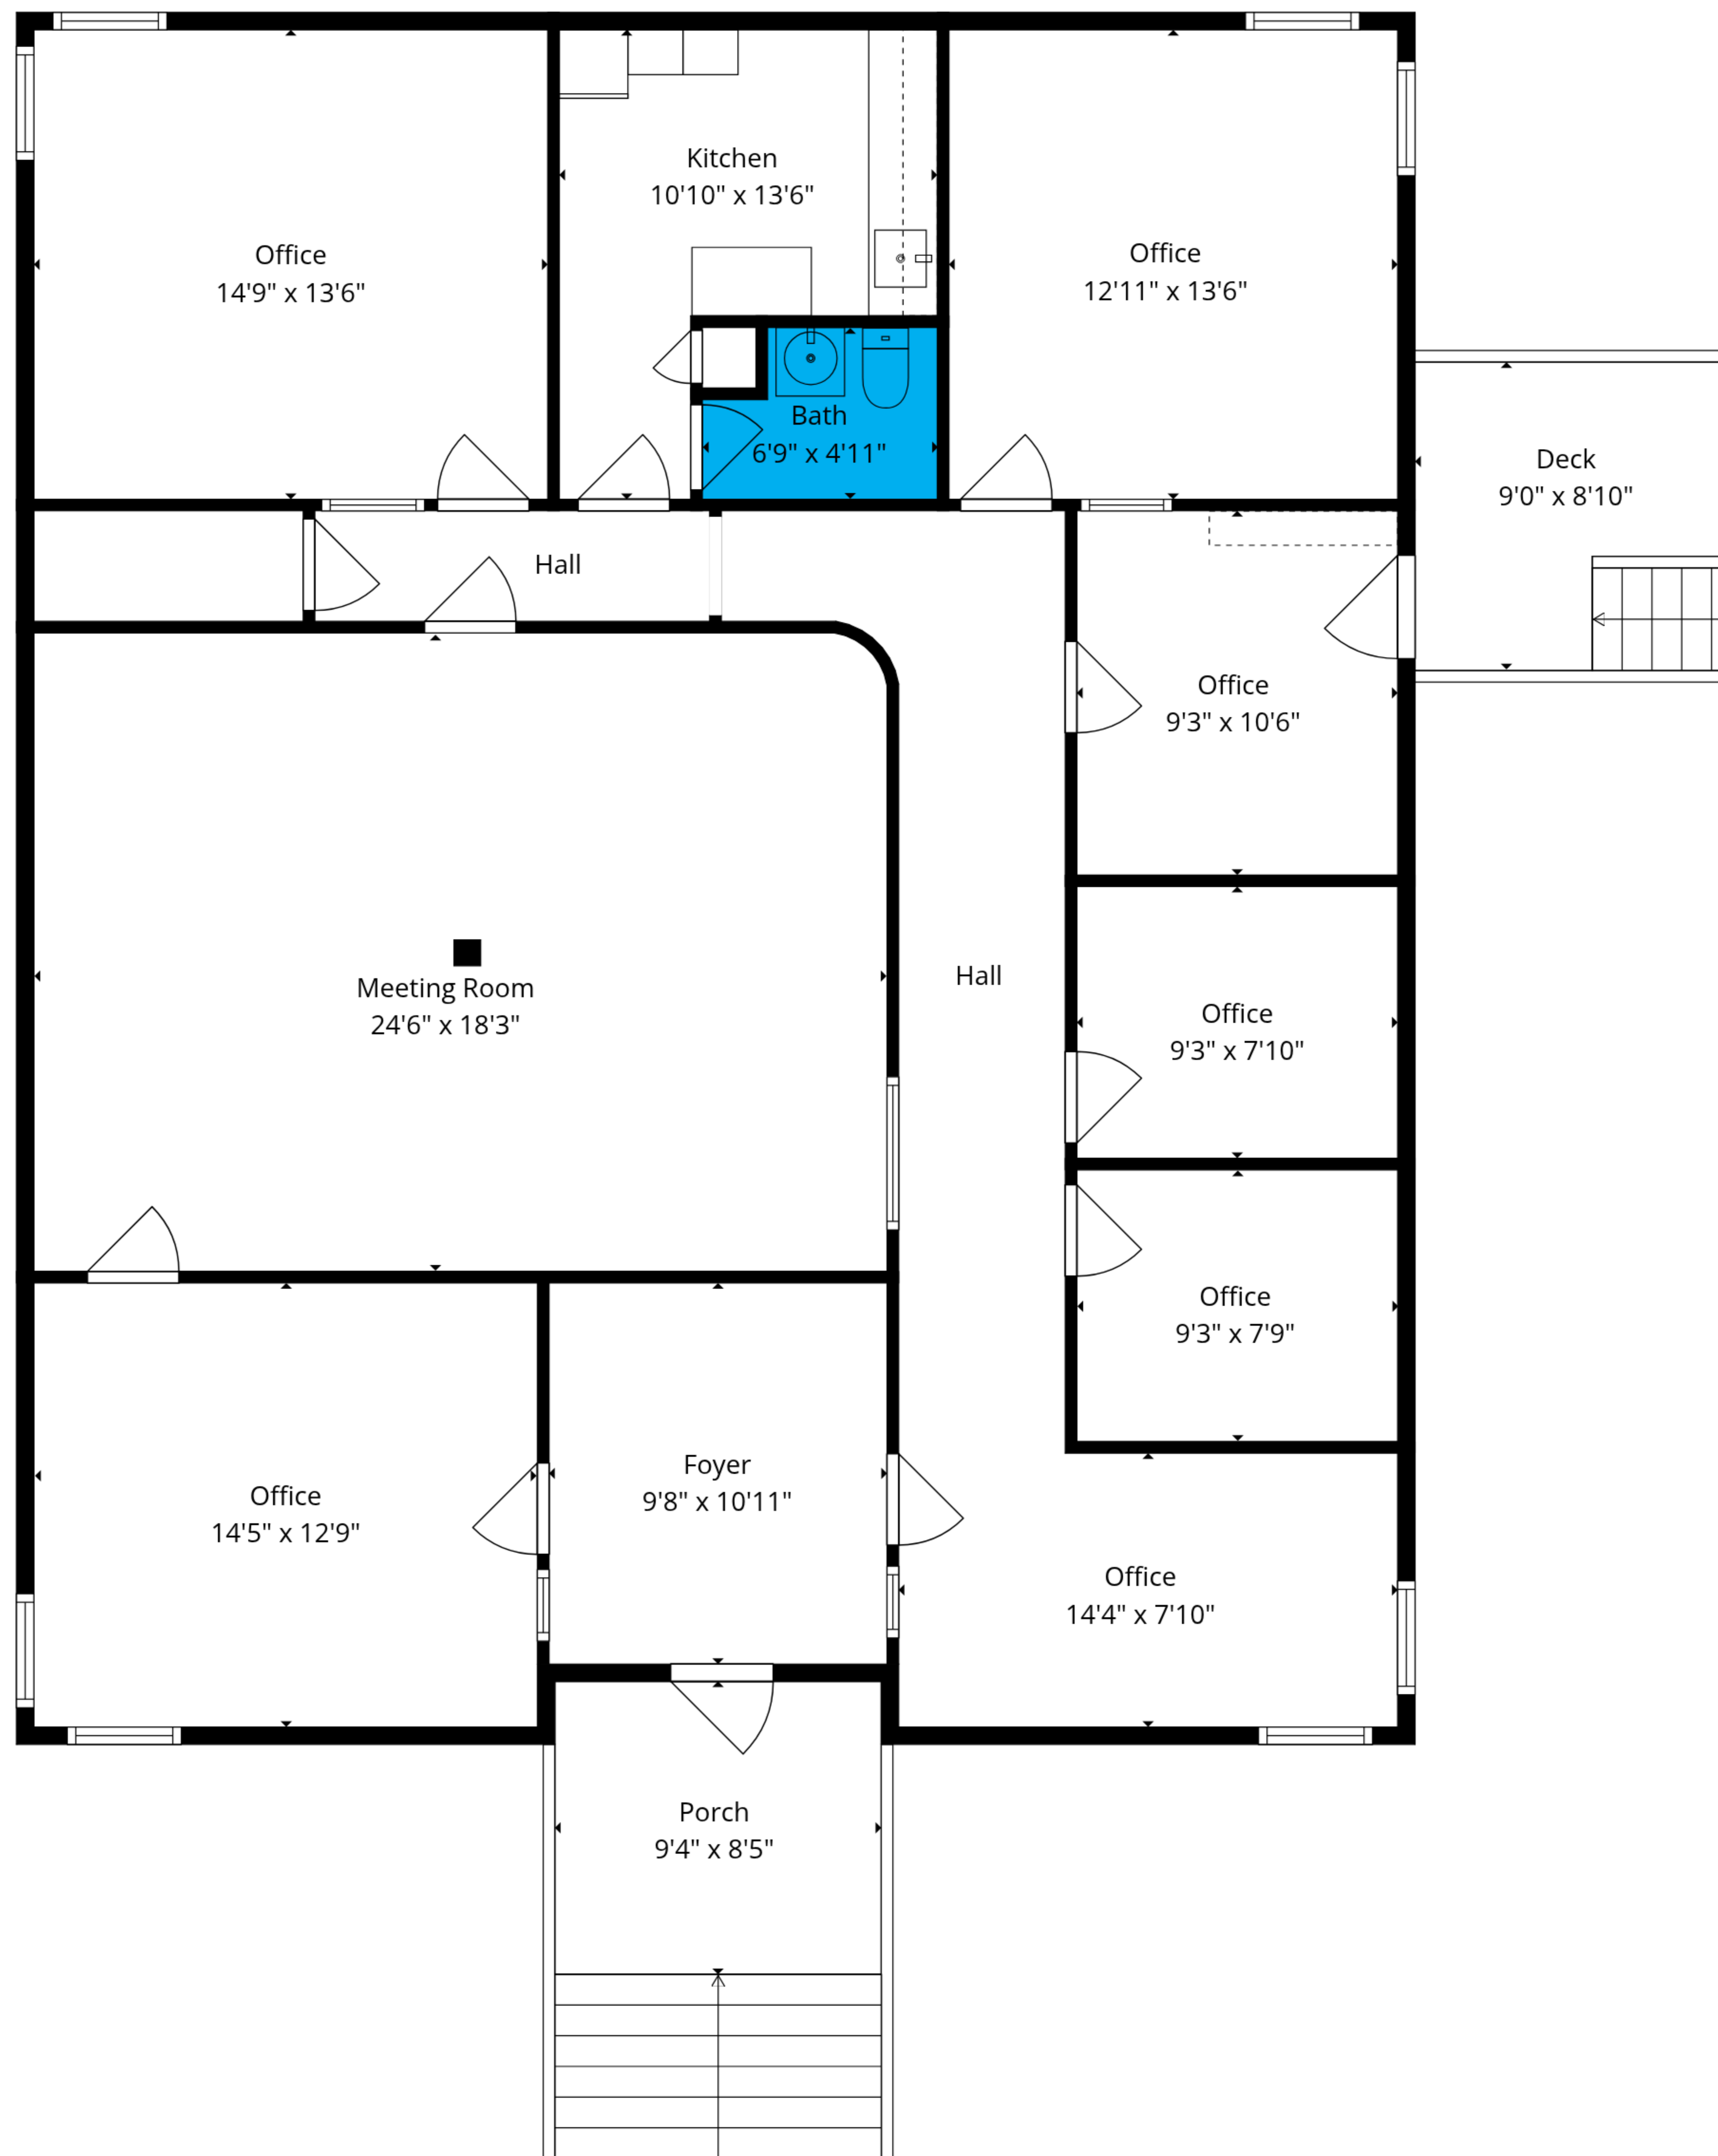 Kitchen
10'10" x 13'6"
Office
14'9" x 13'6"
Office
12'11" x 13'6"
Bath
6'9" x 4'11"
Deck
9'0" x 8'10"
Hall
Office
9'3" x 10'6"
Hall
Meeting Room
24'6" x 18'3"
Office
9'3" x 7'10"
Office
9'3" x 7'9"
Foyer
9'8" x 10'11"
Office
14'5" x 12'9"
Office
14'4" x 7'10"
Porch
9'4" x 8'5"